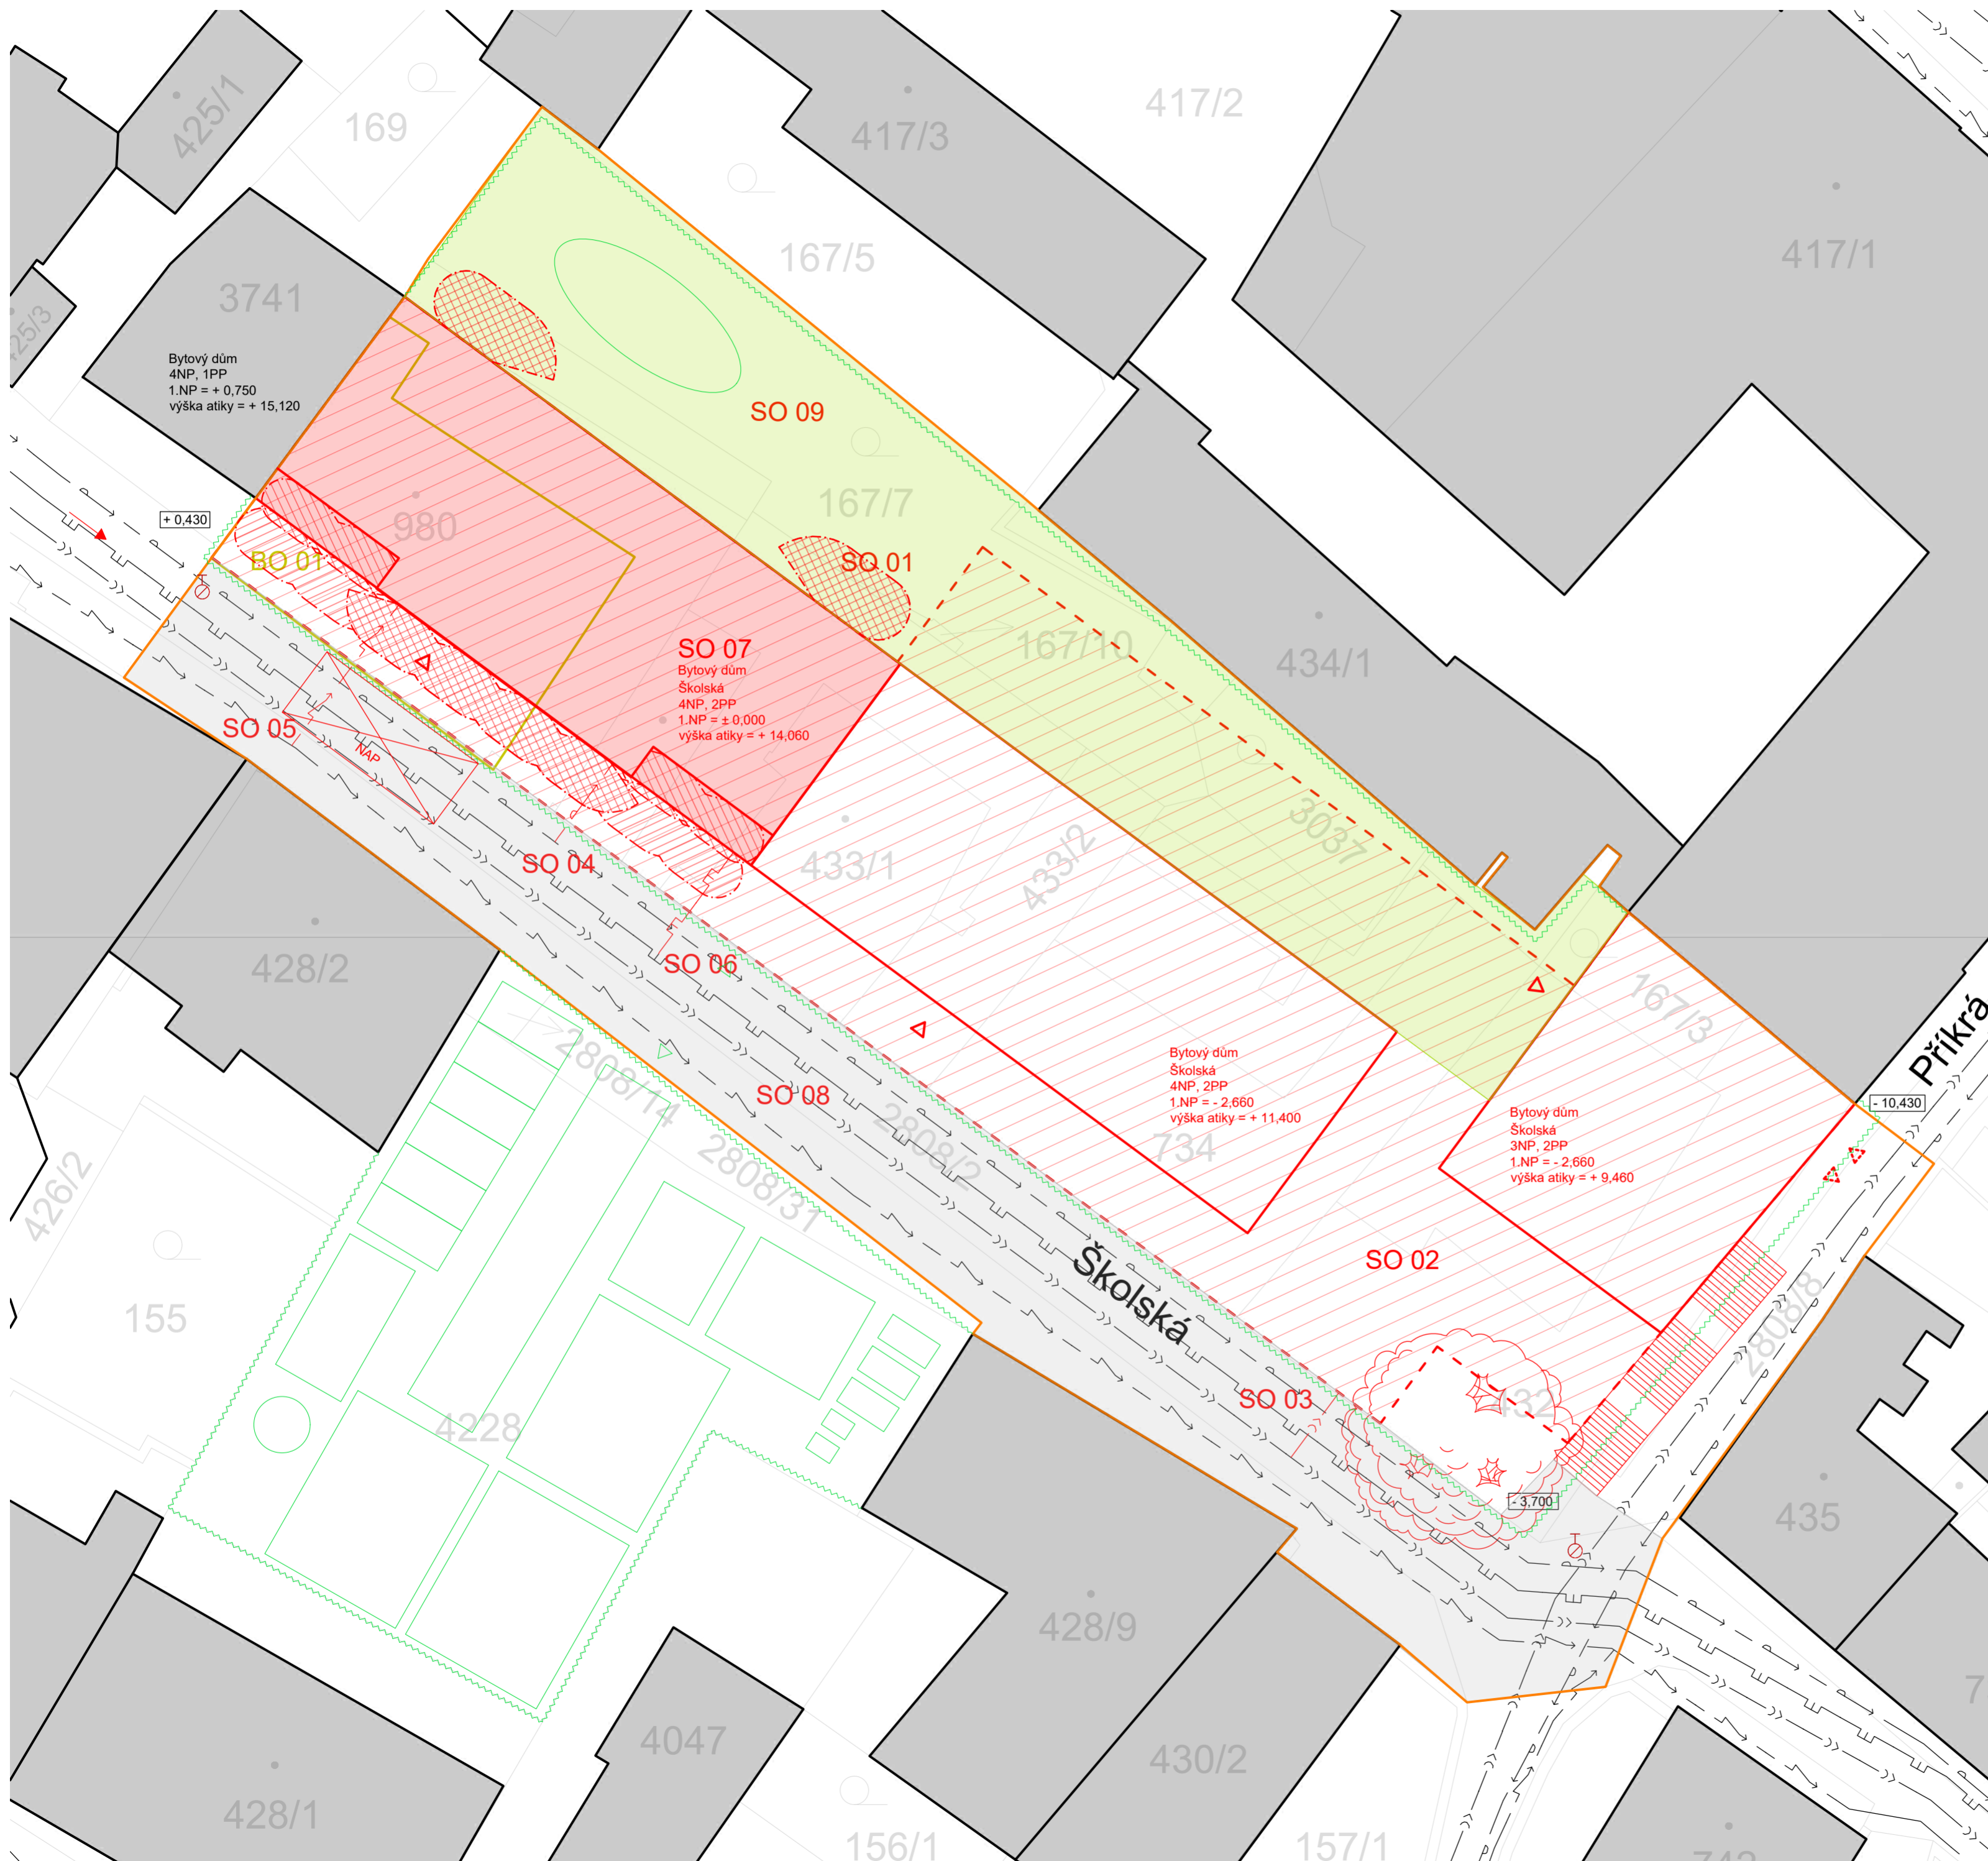 425/1
169
417/3
417/2
417/1
167/5
3741
425/3
Bytový dům
4NP, 1PP
1.NP = + 0,750
výška atiky = + 15,120
SO 09
167/7
980
+ 0,430
BO 01
SO 01
167/10
434/1
SO 07
Bytový dům
Školská
4NP, 2PP
1.NP = ± 0,000
výška atiky = + 14,060
SO 05
NAP
3037
SO 04
433/1
433/2
428/2
SO 06
167/3
Příkrá
2808/14
SO 08
2808/2
Bytový dům
Školská
4NP, 2PP
1.NP = - 2,660
výška atiky = + 11,400
734
Bytový dům
Školská
3NP, 2PP
1.NP = - 2,660
výška atiky = + 9,460
- 10,430
2808/31
426/2
SO 02
Školská
155
2808/8
SO 03
432
4228
- 3,700
435
428/9
4047
430/2
7
428/1
156/1
157/1
742